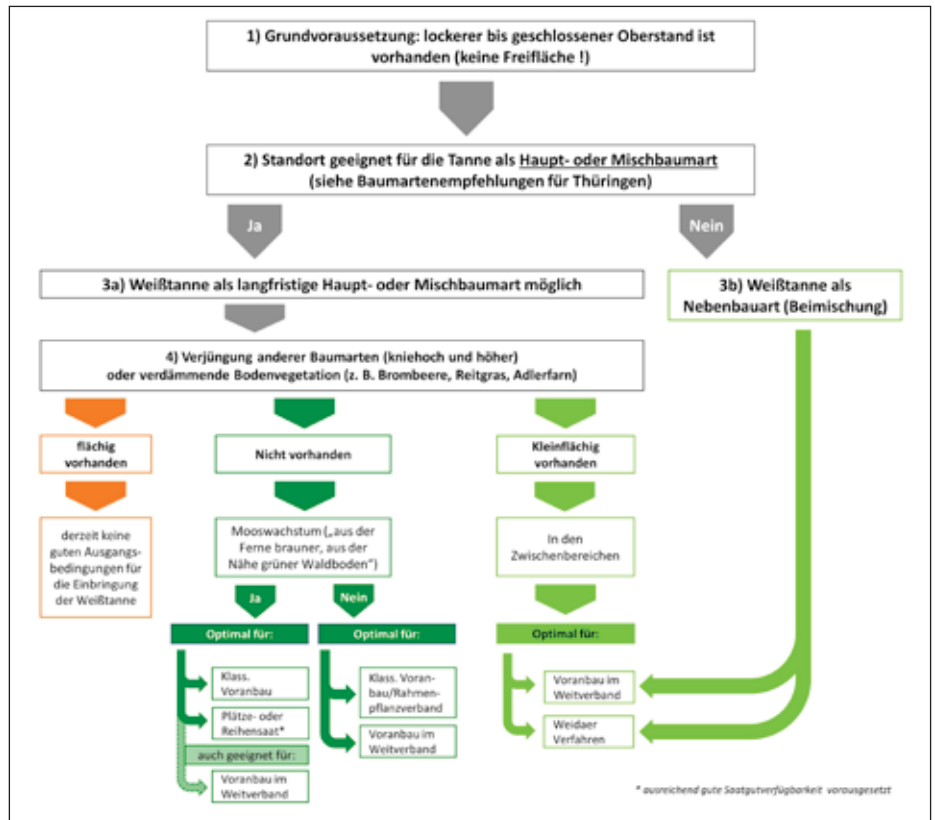 1) Grundvoraussetzung: lockerer bis geschlossener Oberstand ist
vorhanden (keine Freifläche !)
2) Standort geeignet für die Tanne als Haupt- oder Mischbaumart
(siehe Baumartenempfehlungen für Thüringen)
Ja
Nein
3a) Weißtanne als langfristige Haupt- oder Mischbaumart möglich
3b) Weißtanne als
Nebenbauart (Beimischung)
4) Verjüngung anderer Baumarten (kniehoch und höher)
oder verdämmende Bodenvegetation (z. B. Brombeere, Reitgras, Adlerfarn)
flächig
vorhanden
Nicht vorhanden
Kleinflächig
vorhanden
derzeit keine
guten Ausgangs-
bedingungen für
die Einbringung
der Weißtanne
Mooswachstum („aus der
Ferne brauner, aus der
Nähe grüner Waldboden“)
In den
Zwischenbereichen
Ja
Nein
Optimal für:
Klass.
Voranbau
Plätze- oder
Reihensaat*
auch geeignet für:
Voranbau im
Weitverband
Optimal für:
Klass. Voran-
bau/Rahmen-
pflanzverband
Voranbau im
Weitverband
Optimal für:
Voranbau im
Weitverband
Weidaer
Verfahren
* ausreichend gute Saatgutverfügbarkeit vorausgesetzt